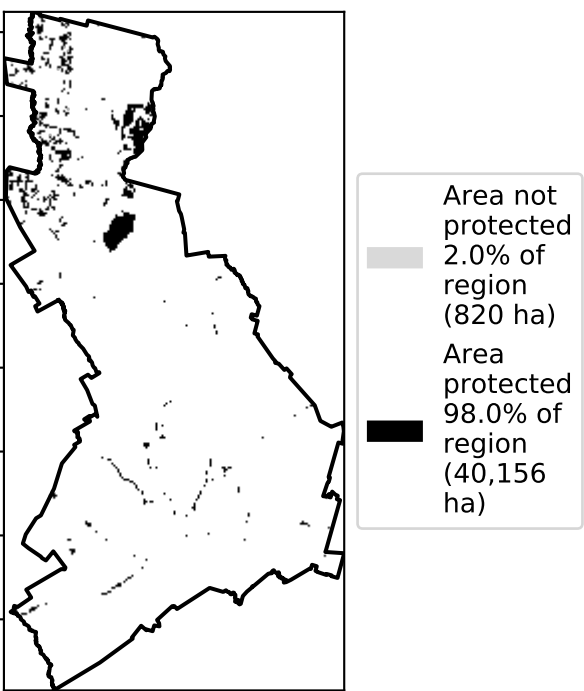 Area not
protected
2.0% of
region
(820 ha)
Area
protected
98.0% of
region
(40,156
ha)